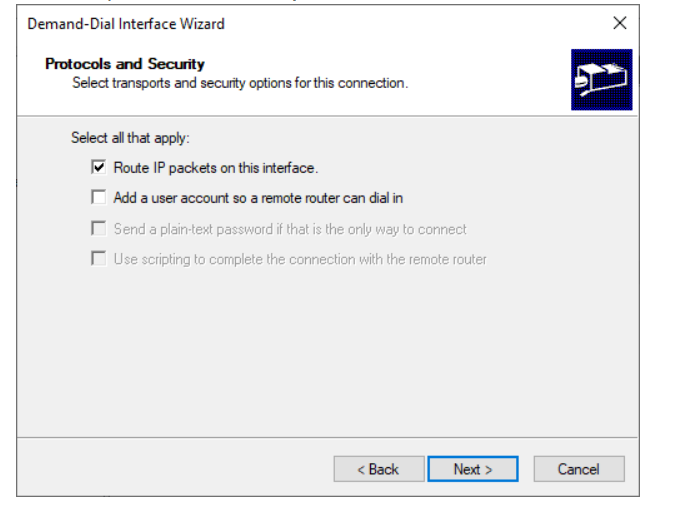 Demand-Dial Interface Wizard
Protocols and Security
Select transports and security options for this connection.
Select all that apply:
Route IP packets on this interface.
Add a user account so a remote router can dial in
Send a plain-text password if that is the only way to connect
Use scripting to complete the connection with the remote router
< Back
Next >
Cancel